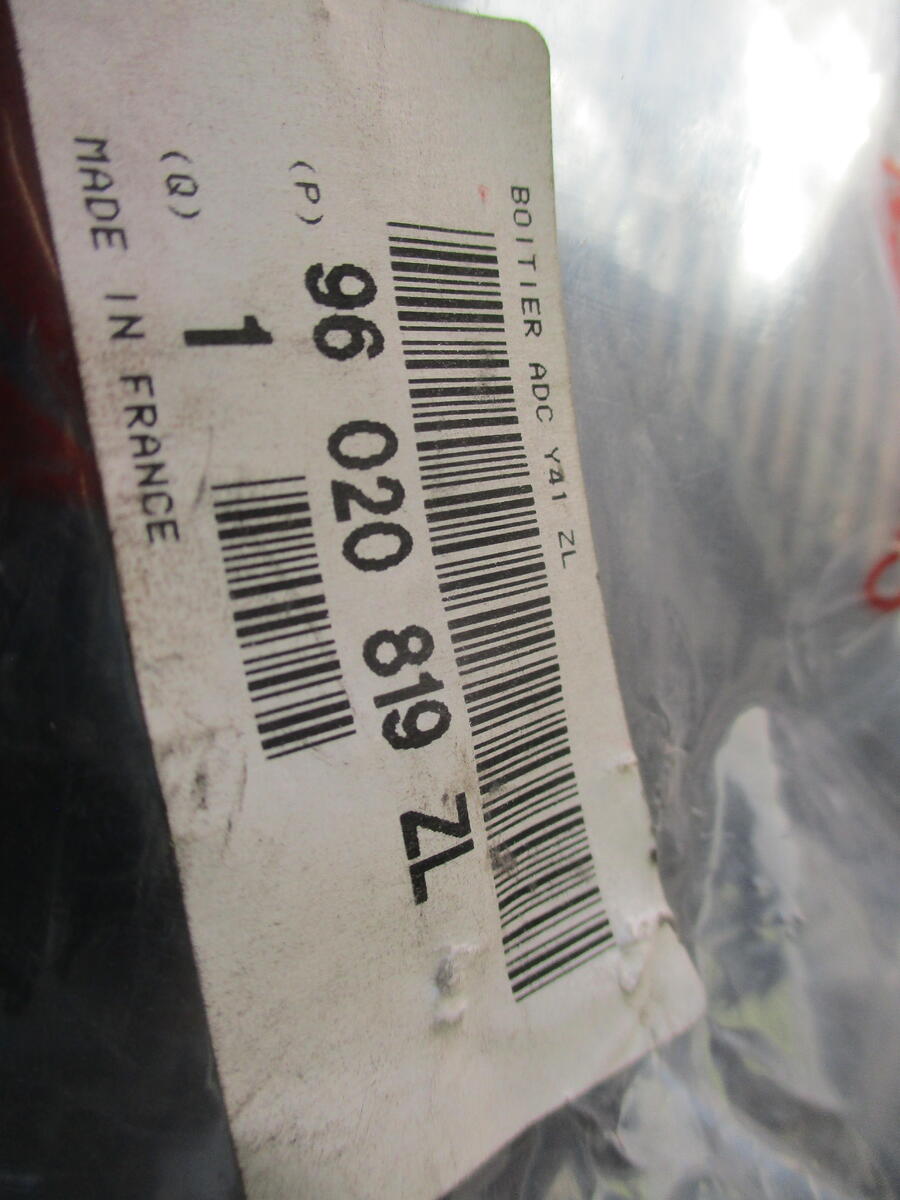 BOITIER ADC Y41 ZL
(P) 96 020 819 ZL
(Q) 1
MADE IN FRANCE